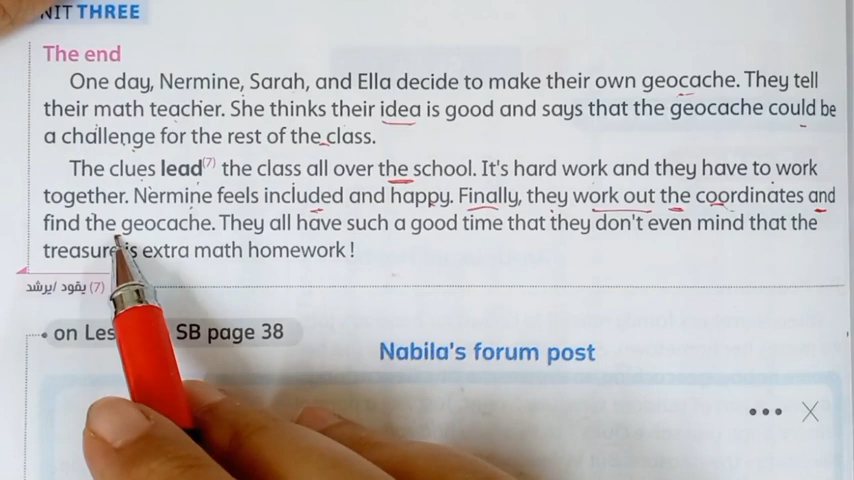 NIT THREE
The end
One day, Nermine, Sarah, and Ella decide to make their own geocache. They tell
their math teacher. She thinks their idea is good and says that the geocache could be
a challenge for the rest of the class.
The clues lead(7) the class all over the school. It's hard work and they have to work
together. Nermine feels included and happy. Finally, they work out the coordinates and
find the geocache. They all have such a good time that they don't even mind that the
treasure is extra math homework!
(7) يقود /يرشد
on Les SB page 38
Nabila's forum post